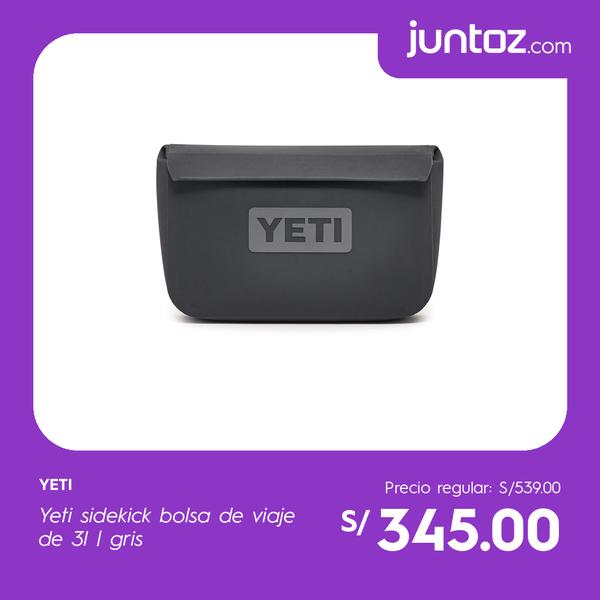 juntoz.com
YETI
YETI
Yeti sidekick bolsa de viaje
de 3l | gris
Precio regular: S/539.00
S/ 345.00